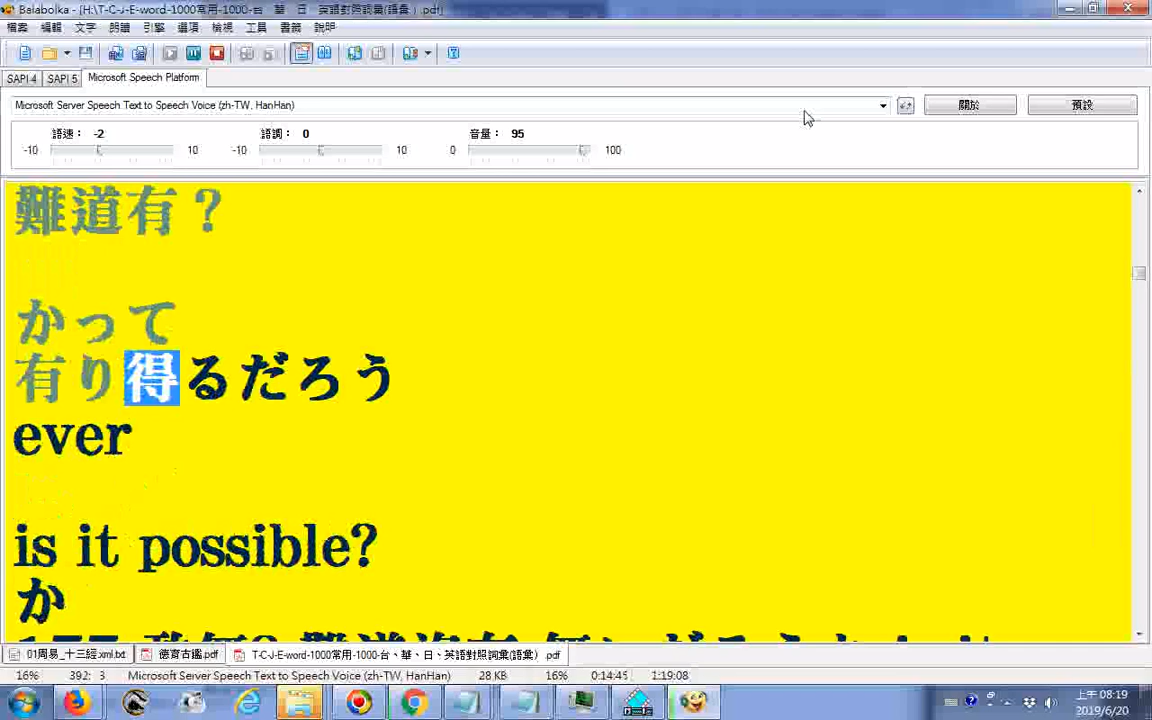 Balabolka - [H:\T-C-J-E-word-1000常用-1000-台、華、日、英語對照詞彙(語彙）.pdf]
檔案 編輯 文字 朗讀 引擎 選項 檢視 工具 書籤 說明
SAPI 4 SAPI 5 Microsoft Speech Platform
Microsoft Server Speech Text to Speech Voice (zh-TW, HanHan) 關於 預設
語速： -2 語調： 0 音量： 95
-10 10 -10 10 0 100
難道有？
かって
有り得るだろう
ever
is it possible?
か
01周易_十三經.xml.txt 德育古鑑.pdf T-C-J-E-word-1000常用-1000-台、華、日、英語對照詞彙(語彙）.pdf
16% 392: 3 Microsoft Server Speech Text to Speech Voice (zh-TW, HanHan) 28 KB 16% 0:14:45 1:19:08
上午 08:19
2019/6/20